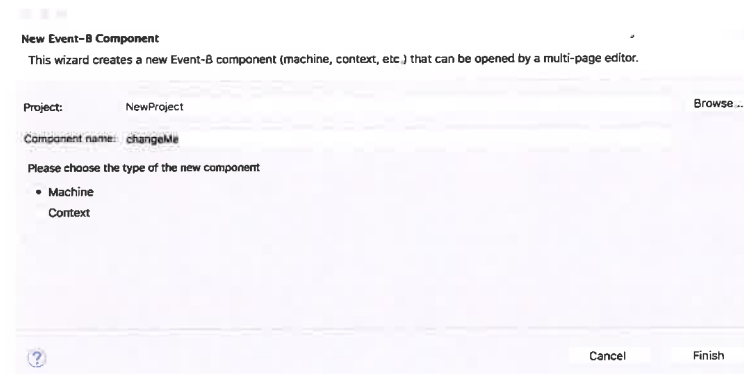 New Event-B Component
This wizard creates a new Event-B component (machine, context, etc.) that can be opened by a multi-page editor.
Project: NewProject Browse...
Component name: changeMe
Please choose the type of the new component
Machine
Context
? Cancel Finish